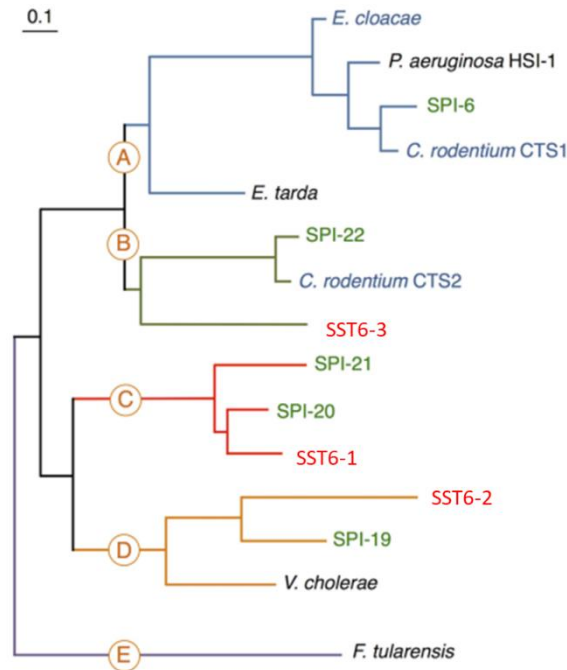 0.1
E. cloacae
P. aeruginosa HSI-1
SPI-6
C. rodentium CTS1
A
E. tarda
SPI-22
B
C. rodentium CTS2
SST6-3
SPI-21
C
SPI-20
SST6-1
SST6-2
SPI-19
D
V. cholerae
F. tularensis
E